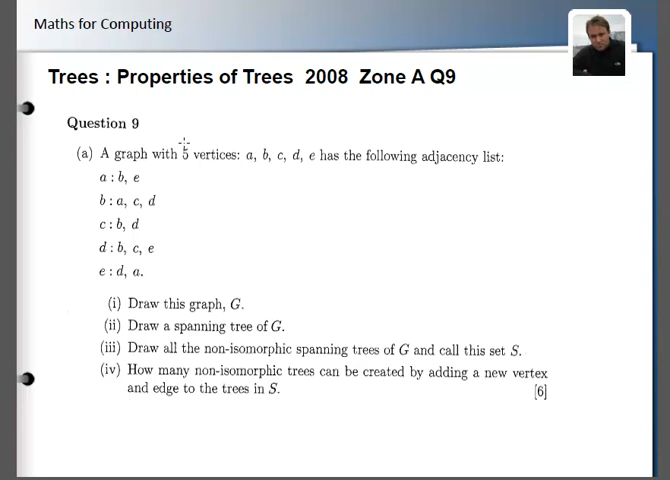 Maths for Computing
Trees : Properties of Trees 2008 Zone A Q9
Question 9
(a) A graph with 5 vertices: a, b, c, d, e has the following adjacency list:
a : b, e
b : a, c, d
c : b, d
d : b, c, e
e : d, a.
(i) Draw this graph, G.
(ii) Draw a spanning tree of G.
(iii) Draw all the non-isomorphic spanning trees of G and call this set S.
(iv) How many non-isomorphic trees can be created by adding a new vertex
and edge to the trees in S. [6]